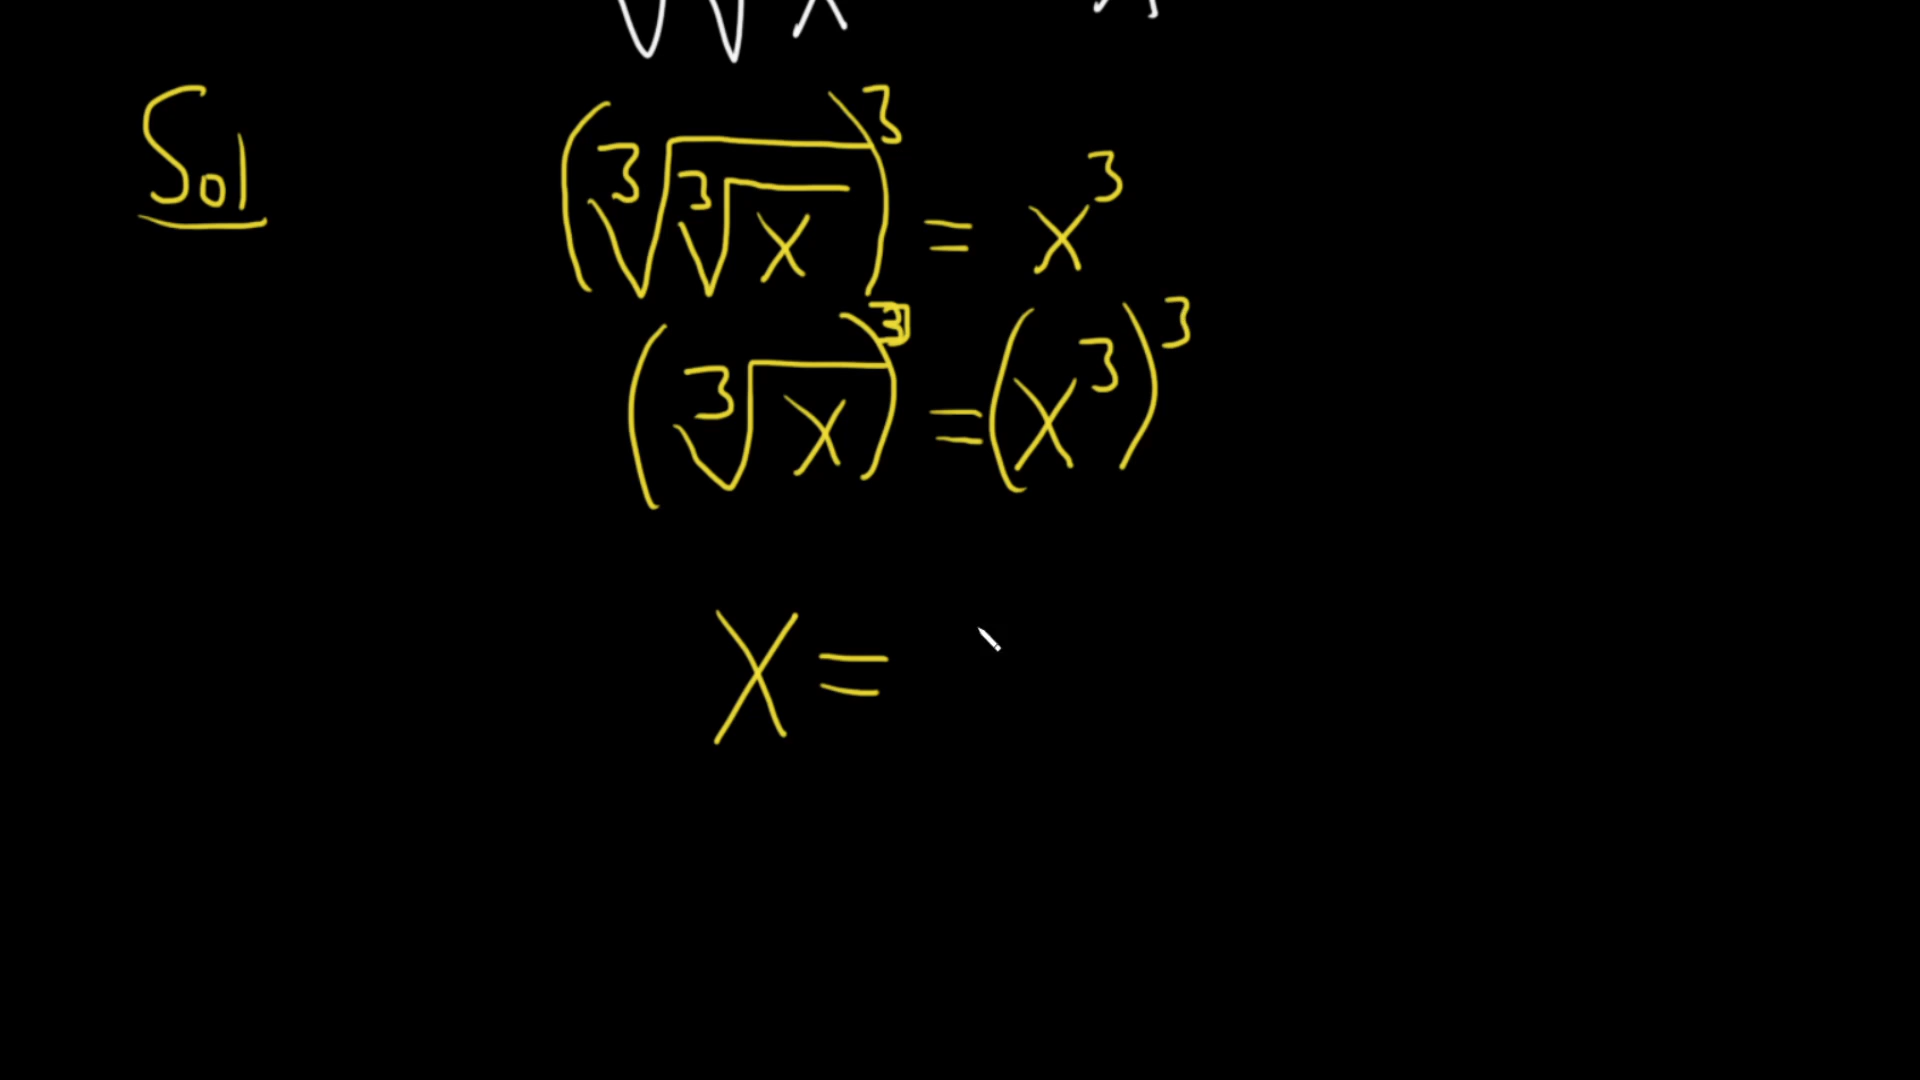 Sol
(∛(∛x))³ = x³
(∛x)³ = (x³)³
x =